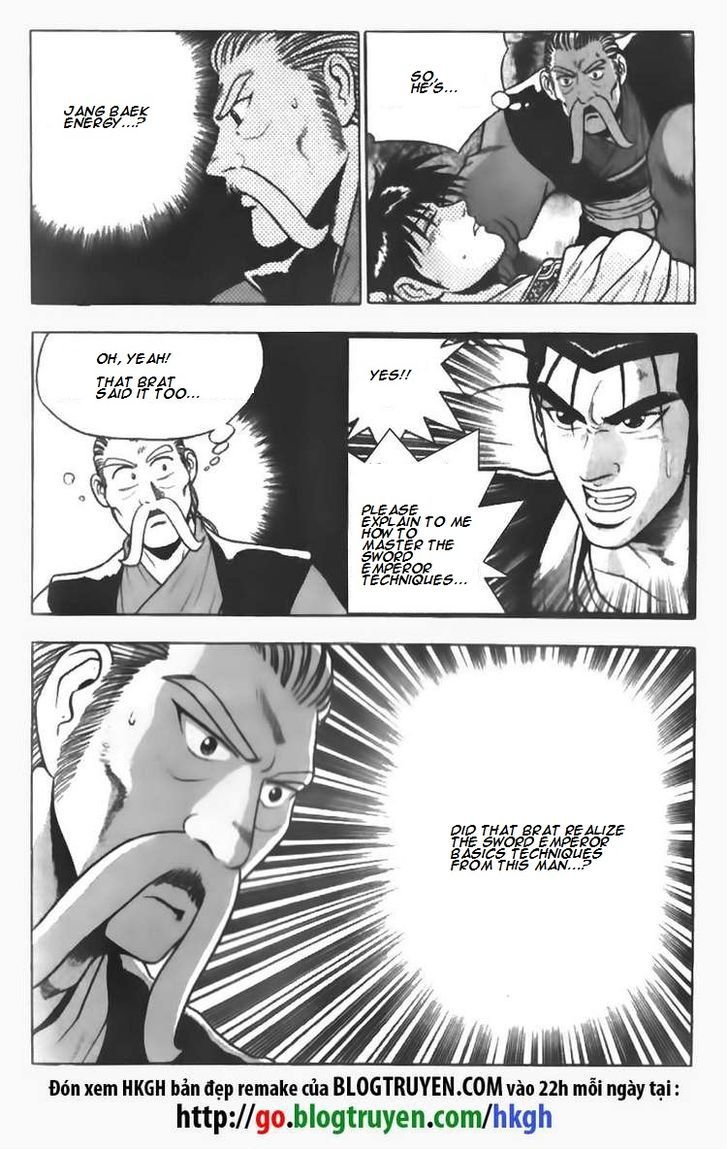 JANG BAEK
ENERGY...?
SO,
HE'S...
OH, YEAH!
THAT BRAT
SAID IT TOO...
YES!!
PLEASE
EXPLAIN TO ME
HOW TO
MASTER THE
SWORD
EMPEROR
TECHNIQUES...
DID THAT BRAT REALIZE
THE SWORD EMPEROR
BASICS TECHNIQUES
FROM THIS MAN...?
Đón xem HKGH bản đẹp remake của BLOGTRUYEN.COM vào 22h mỗi ngày tại :
http://go.blogtruyen.com/hkgh